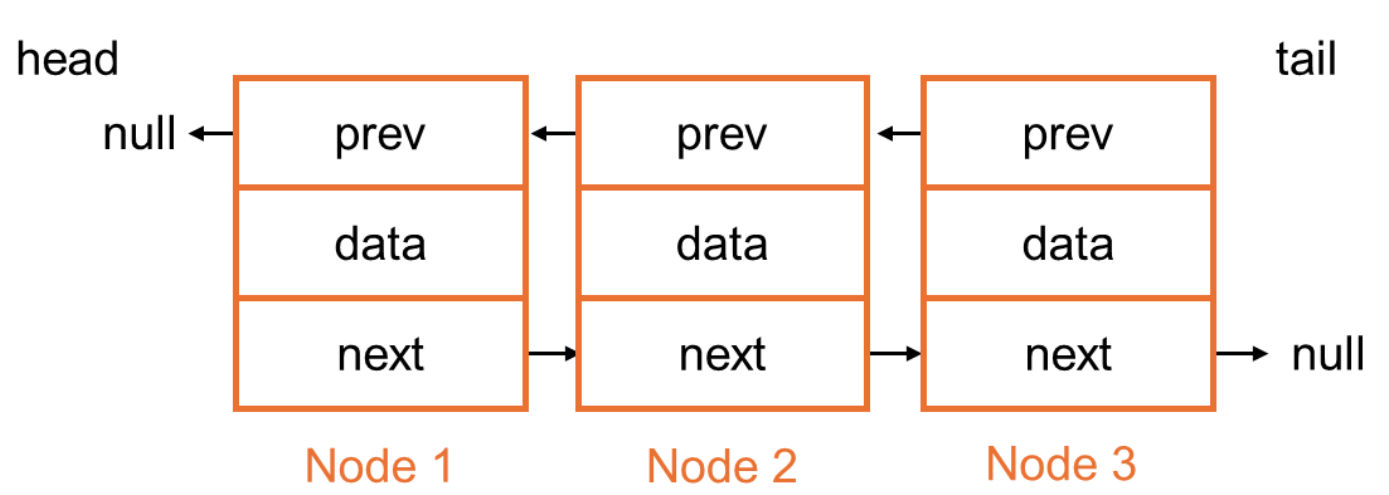 head
tail
null prev prev prev
data data data
next next next null
Node 1 Node 2 Node 3